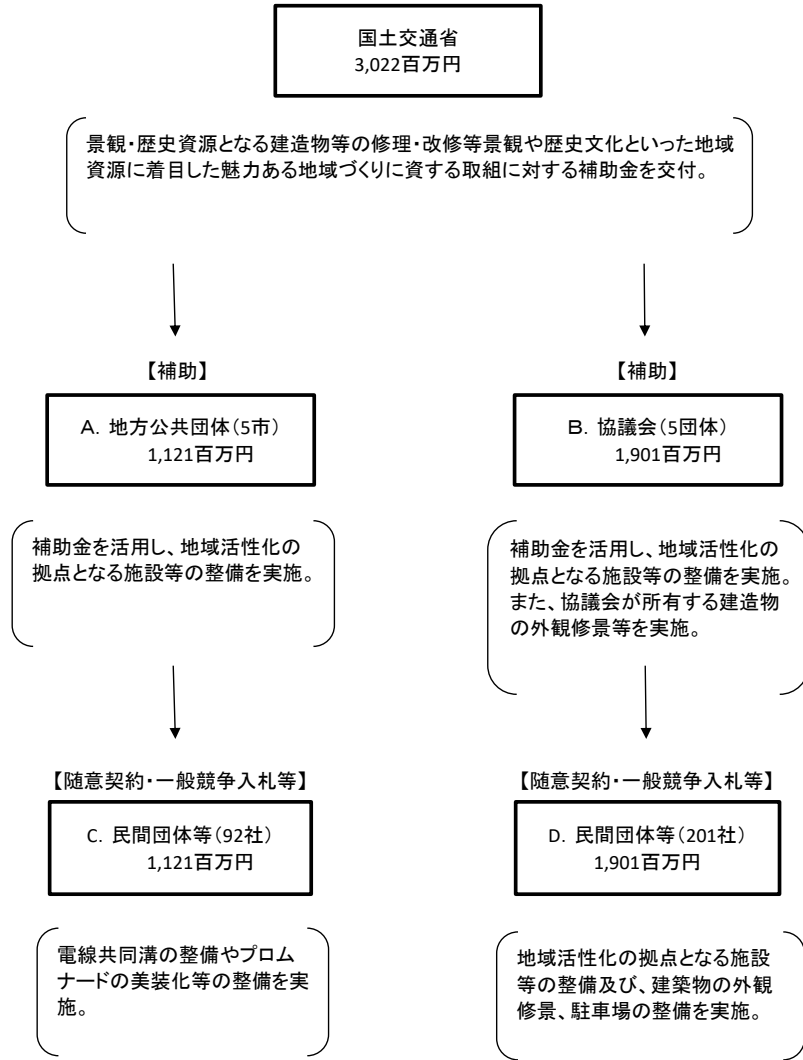 国土交通省
3,022百万円
景観・歴史資源となる建造物等の修理・改修等景観や歴史文化といった地域
資源に着目した魅力ある地域づくりに資する取組に対する補助金を交付。
【補助】
A．地方公共団体（5市）
1,121百万円
補助金を活用し、地域活性化の
拠点となる施設等の整備を実施。
【随意契約・一般競争入札等】
C．民間団体等（92社）
1,121百万円
電線共同溝の整備やプロム
ナードの美装化等の整備を実
施。
【補助】
B．協議会（5団体）
1,901百万円
補助金を活用し、地域活性化の
拠点となる施設等の整備を実施。
また、協議会が所有する建造物
の外観修景等を実施。
【随意契約・一般競争入札等】
D．民間団体等（201社）
1,901百万円
地域活性化の拠点となる施設
等の整備及び、建築物の外観
修景、駐車場の整備を実施。